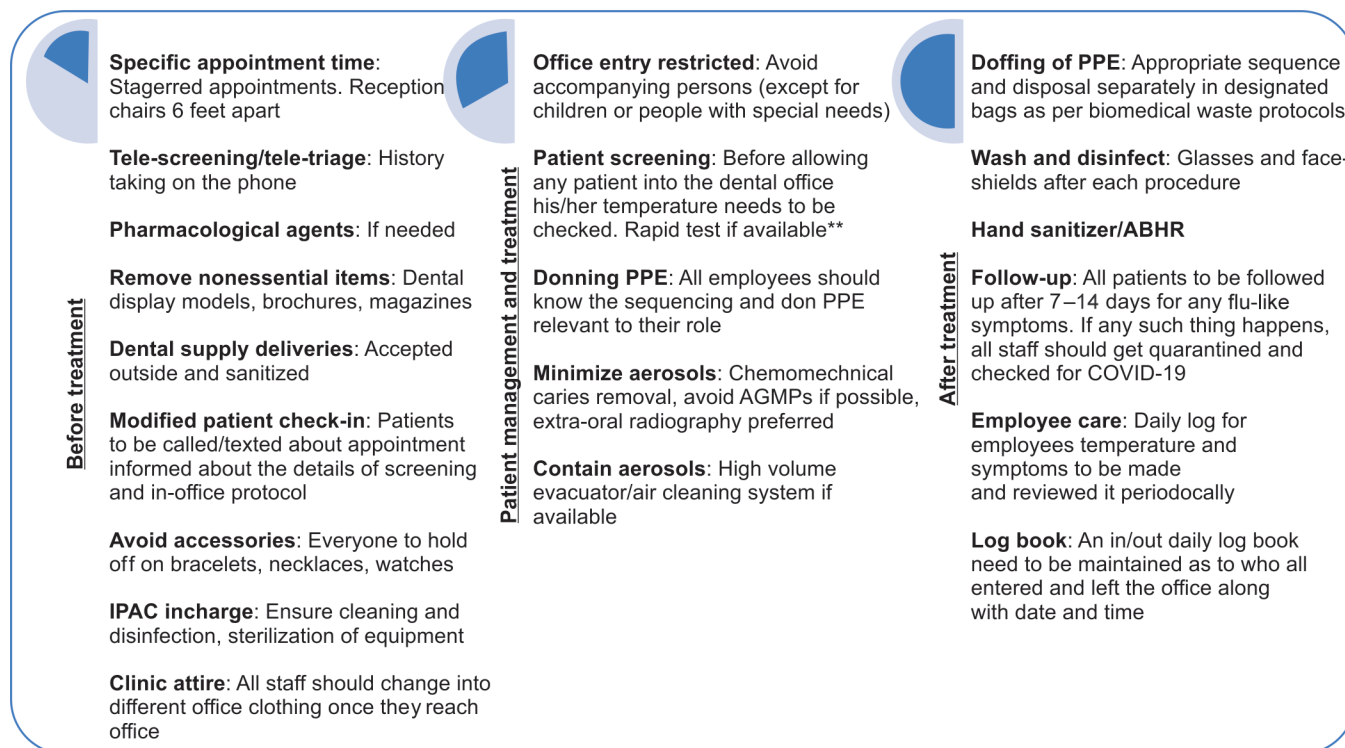 Before treatment
Specific appointment time:
Stagerred appointments. Reception
chairs 6 feet apart
Tele-screening/tele-triage: History
taking on the phone
Pharmacological agents: If needed
Remove nonessential items: Dental
display models, brochures, magazines
Dental supply deliveries: Accepted
outside and sanitized
Modified patient check-in: Patients
to be called/texted about appointment
informed about the details of screening
and in-office protocol
Avoid accessories: Everyone to hold
off on bracelets, necklaces, watches
IPAC incharge: Ensure cleaning and
disinfection, sterilization of equipment
Clinic attire: All staff should change into
different office clothing once they reach
office
Patient management and treatment
Office entry restricted: Avoid
accompanying persons (except for
children or people with special needs)
Patient screening: Before allowing
any patient into the dental office
his/her temperature needs to be
checked. Rapid test if available**
Donning PPE: All employees should
know the sequencing and don PPE
relevant to their role
Minimize aerosols: Chemomechnical
caries removal, avoid AGMPs if possible,
extra-oral radiography preferred
Contain aerosols: High volume
evacuator/air cleaning system if
available
After treatment
Doffing of PPE: Appropriate sequence
and disposal separately in designated
bags as per biomedical waste protocols
Wash and disinfect: Glasses and face-
shields after each procedure
Hand sanitizer/ABHR
Follow-up: All patients to be followed
up after 7–14 days for any flu-like
symptoms. If any such thing happens,
all staff should get quarantined and
checked for COVID-19
Employee care: Daily log for
employees temperature and
symptoms to be made
and reviewed it periodocally
Log book: An in/out daily log book
need to be maintained as to who all
entered and left the office along
with date and time